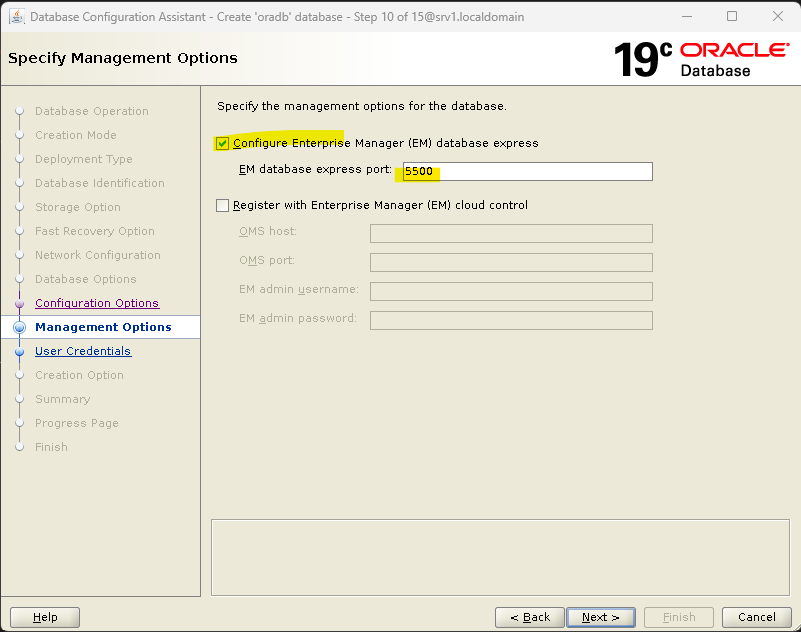 Database Configuration Assistant - Create 'oradb' database - Step 10 of 15@srv1.localdomain
Specify Management Options
19c ORACLE
Database
Database Operation
Creation Mode
Deployment Type
Database Identification
Storage Option
Fast Recovery Option
Network Configuration
Database Options
Configuration Options
Management Options
User Credentials
Creation Option
Summary
Progress Page
Finish
Specify the management options for the database.
Configure Enterprise Manager (EM) database express
EM database express port: 5500
Register with Enterprise Manager (EM) cloud control
OMS host:
OMS port:
EM admin username:
EM admin password:
Help
< Back
Next >
Finish
Cancel